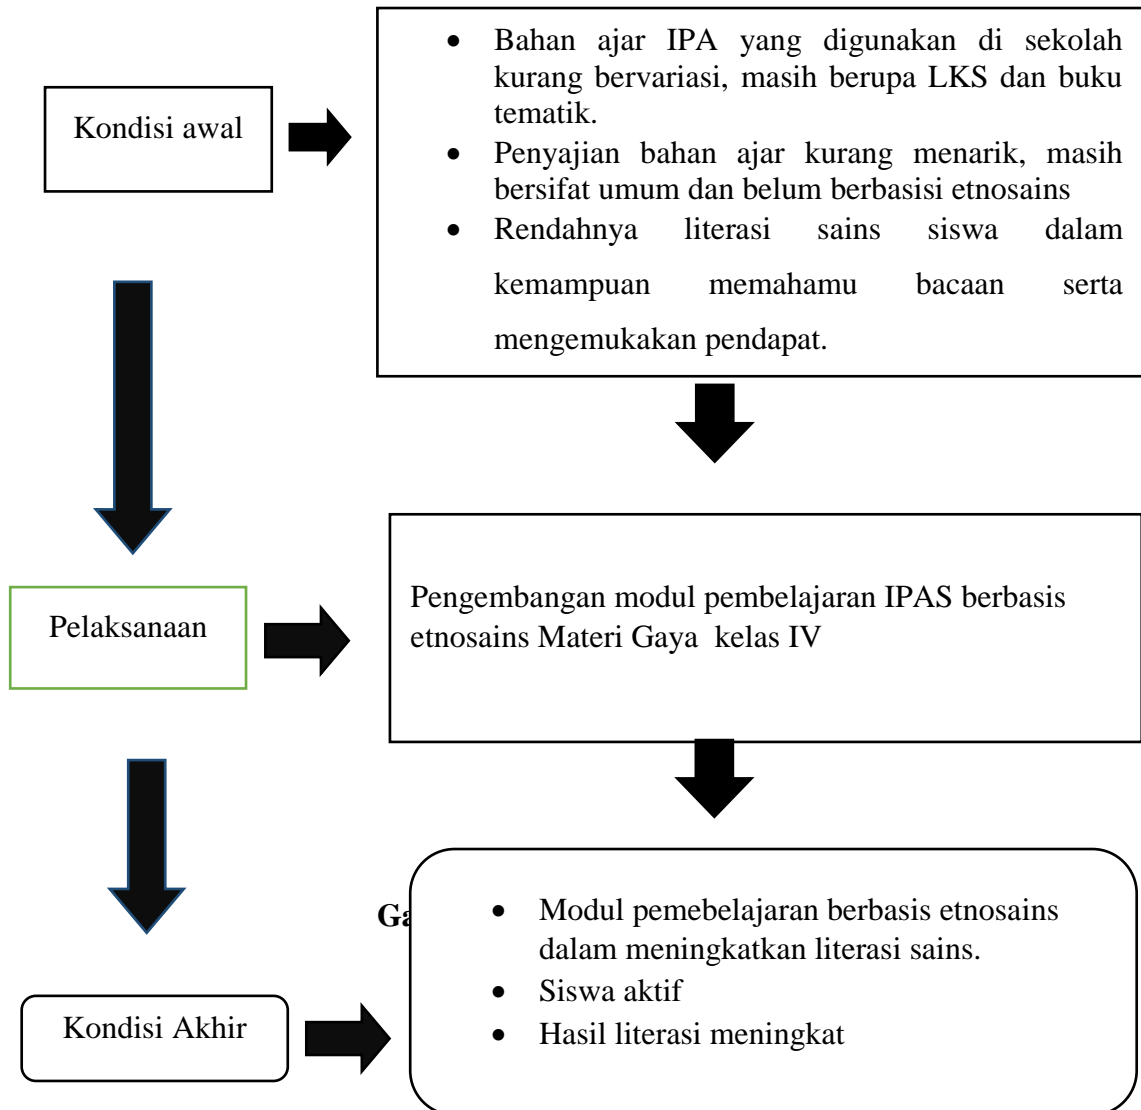 Kondisi awal
• Bahan ajar IPA yang digunakan di sekolah
kurang bervariasi, masih berupa LKS dan buku
tematik.
• Penyajian bahan ajar kurang menarik, masih
bersifat umum dan belum berbasisi etnosains
• Rendahnya literasi sains siswa dalam
kemampuan memahamu bacaan serta
mengemukakan pendapat.
Pelaksanaan
Pengembangan modul pembelajaran IPAS berbasis
etnosains Materi Gaya kelas IV
Kondisi Akhir
• Modul pemebelajaran berbasis etnosains
dalam meningkatkan literasi sains.
• Siswa aktif
• Hasil literasi meningkat